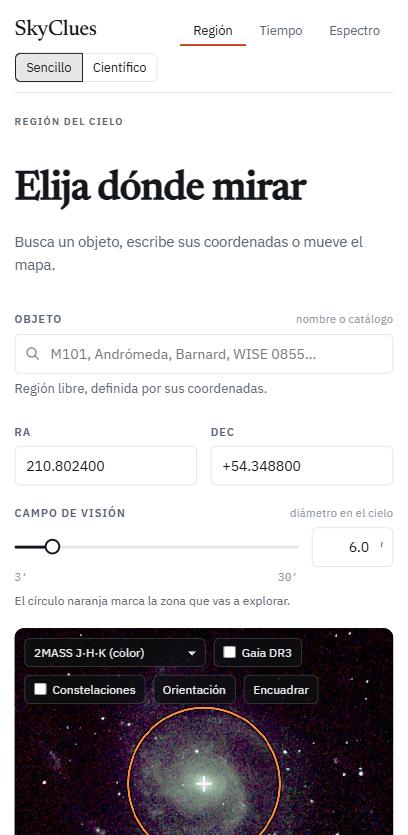 SkyClues
Región Tiempo Espectro
Sencillo Científico
REGIÓN DEL CIELO
Elija dónde mirar
Busca un objeto, escribe sus coordenadas o mueve el
mapa.
OBJETO nombre o catálogo
M101, Andrómeda, Barnard, WISE 0855...
Región libre, definida por sus coordenadas.
RA DEC
210.802400 +54.348800
CAMPO DE VISIÓN diámetro en el cielo
6.0 ′
3′ 30′
El círculo naranja marca la zona que vas a explorar.
2MASS J·H·K (color) Gaia DR3
Constelaciones Orientación Encuadrar